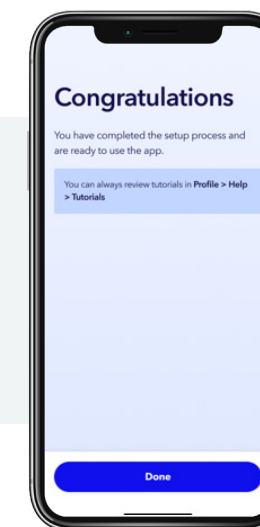 Congratulations
You have completed the setup process and
are ready to use the app.
You can always review tutorials in Profile > Help
> Tutorials
Done